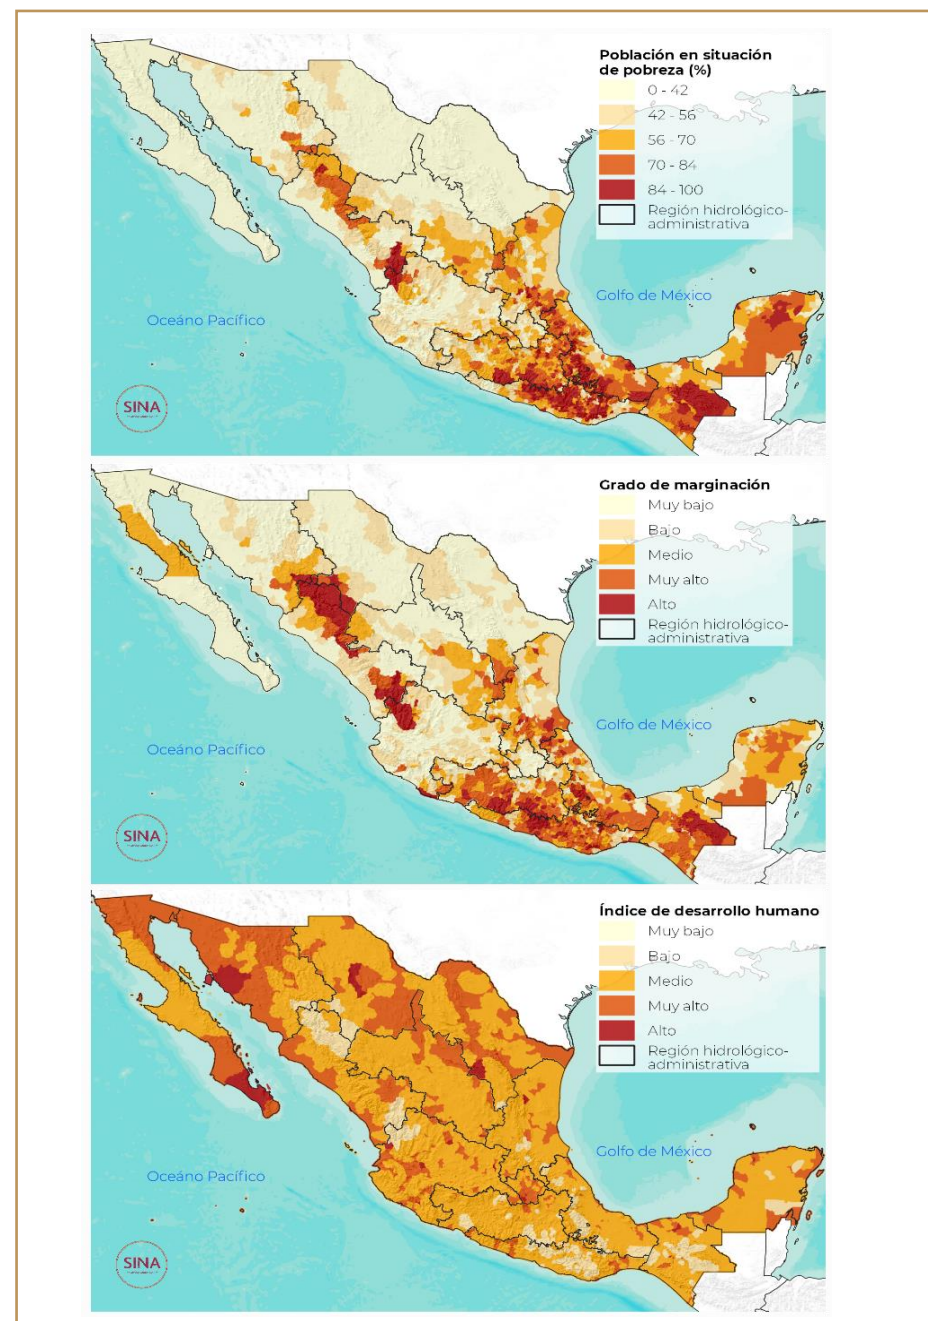 Población en situación
de pobreza (%)
0 - 42
42 - 56
56 - 70
70 - 84
84 - 100
Región hidrológico-
administrativa
Golfo de México
Oceáno Pacífico
SINA
Grado de marginación
Muy bajo
Bajo
Medio
Muy alto
Alto
Región hidrológico-
administrativa
Golfo de México
Oceáno Pacífico
SINA
Índice de desarrollo humano
Muy bajo
Bajo
Medio
Muy alto
Alto
Región hidrológico-
administrativa
Golfo de México
Oceáno Pacífico
SINA